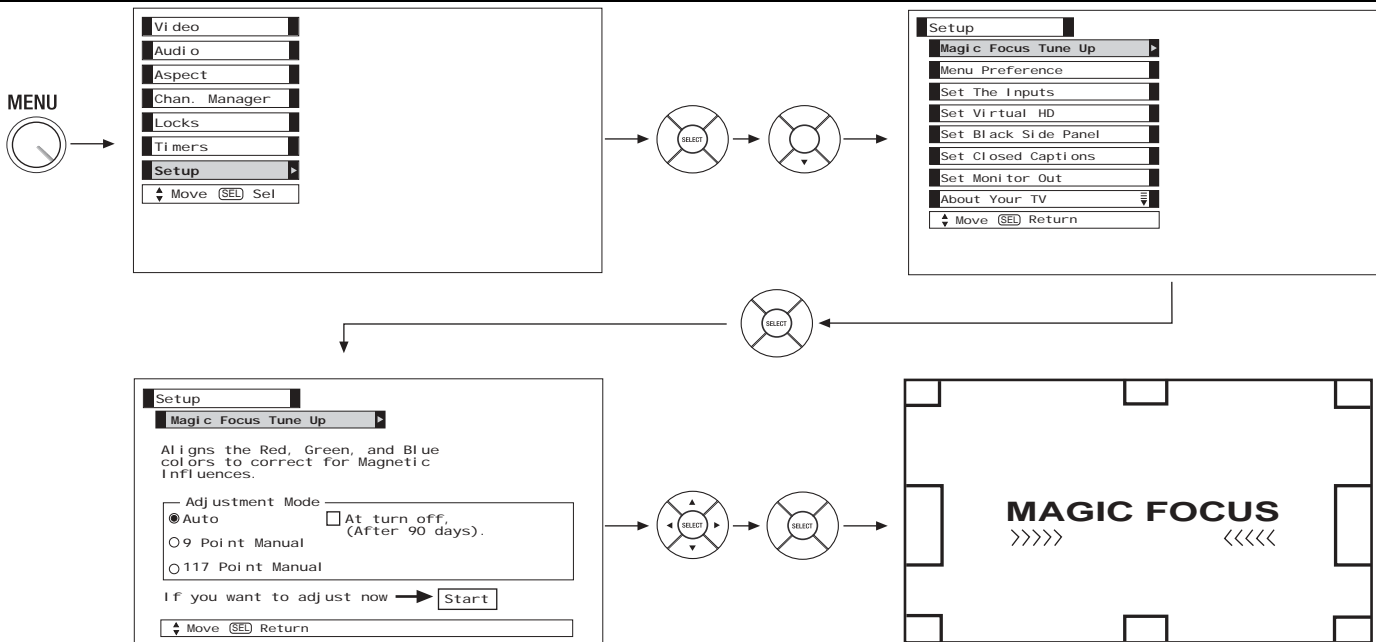 MENU
Video
Audio
Aspect
Chan. Manager
Locks
Timers
Setup
Move SEL Sel
SELECT
Setup
Magic Focus Tune Up
Menu Preference
Set The Inputs
Set Virtual HD
Set Black Side Panel
Set Closed Captions
Set Monitor Out
About Your TV
Move SEL Return
SELECT
Setup
Magic Focus Tune Up
Aligns the Red, Green, and Blue
colors to correct for Magnetic
Influences.
Adjustment Mode
Auto
At turn off,
(After 90 days).
9 Point Manual
117 Point Manual
If you want to adjust now
Start
Move SEL Return
SELECT
SELECT
MAGIC FOCUS
>>>>> <<<<<